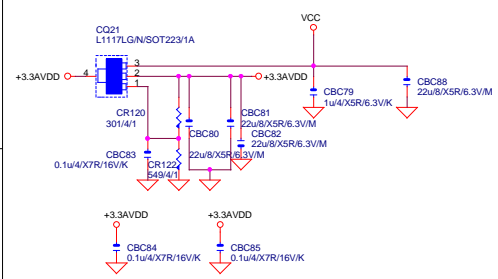 CQ21
L1117LG/N/SOT223/1A
VCC
+3.3AVDD
4
3
2
1
+3.3AVDD
CBC79
1u/4/X5R/6.3V/K
CBC88
22u/8/X5R/6.3V/M
CR120
301/4/1
CBC80
22u/8/X5R/6.3V/M
CBC81
22u/8/X5R/6.3V/M
CBC82
22u/8/X5R/6.3V/M
CBC83
0.1u/4/X7R/16V/K
CR122
549/4/1
+3.3AVDD
CBC84
0.1u/4/X7R/16V/K
+3.3AVDD
CBC85
0.1u/4/X7R/16V/K